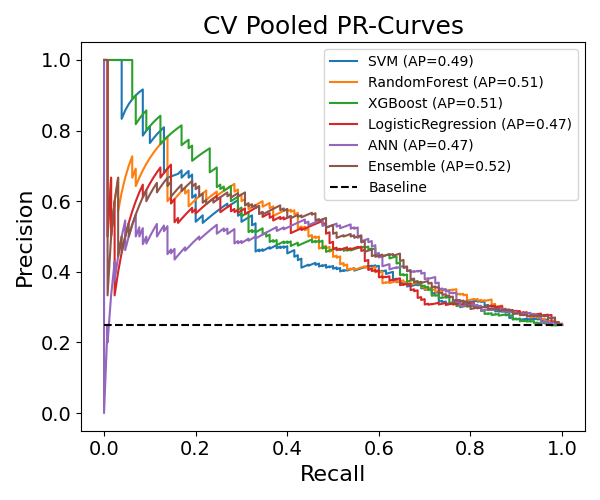 CV Pooled PR-Curves
Precision
1.0
0.8
0.6
0.4
0.2
0.0
SVM (AP=0.49)
RandomForest (AP=0.51)
XGBoost (AP=0.51)
LogisticRegression (AP=0.47)
ANN (AP=0.47)
Ensemble (AP=0.52)
Baseline
0.0 0.2 0.4 0.6 0.8 1.0
Recall